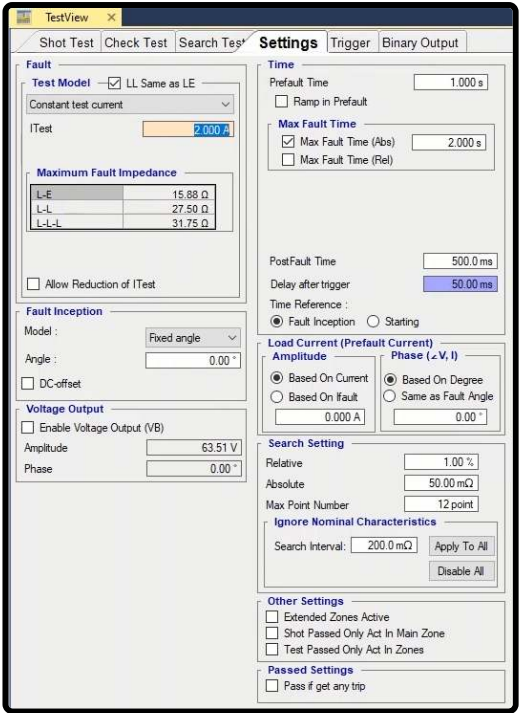 TestView ×
Shot Test Check Test Search Test Settings Trigger Binary Output
Fault
Test Model LL Same as LE
Constant test current
ITest 2.000 A
Maximum Fault Impedance
L-E 15.88 Ω
L-L 27.50 Ω
L-L-L 31.75 Ω
Allow Reduction of ITest
Fault Inception
Model : Fixed angle
Angle : 0.00 °
DC-offset
Voltage Output
Enable Voltage Output (VB)
Amplitude 63.51 V
Phase 0.00 °
Time
Prefault Time 1.000 s
Ramp in Prefault
Max Fault Time
Max Fault Time (Abs) 2.000 s
Max Fault Time (Rel)
PostFault Time 500.0 ms
Delay after trigger 50.00 ms
Time Reference :
Fault Inception Starting
Load Current (Prefault Current)
Amplitude
Based On Current
Based On Ifault
0.000 A
Phase (∠V, I)
Based On Degree
Same as Fault Angle
0.00 °
Search Setting
Relative 1.00 %
Absolute 50.00 mΩ
Max Point Number 12 point
Ignore Nominal Characteristics
Search Interval: 200.0 mΩ Apply To All
Disable All
Other Settings
Extended Zones Active
Shot Passed Only Act In Main Zone
Test Passed Only Act In Zones
Passed Settings
Pass if get any trip